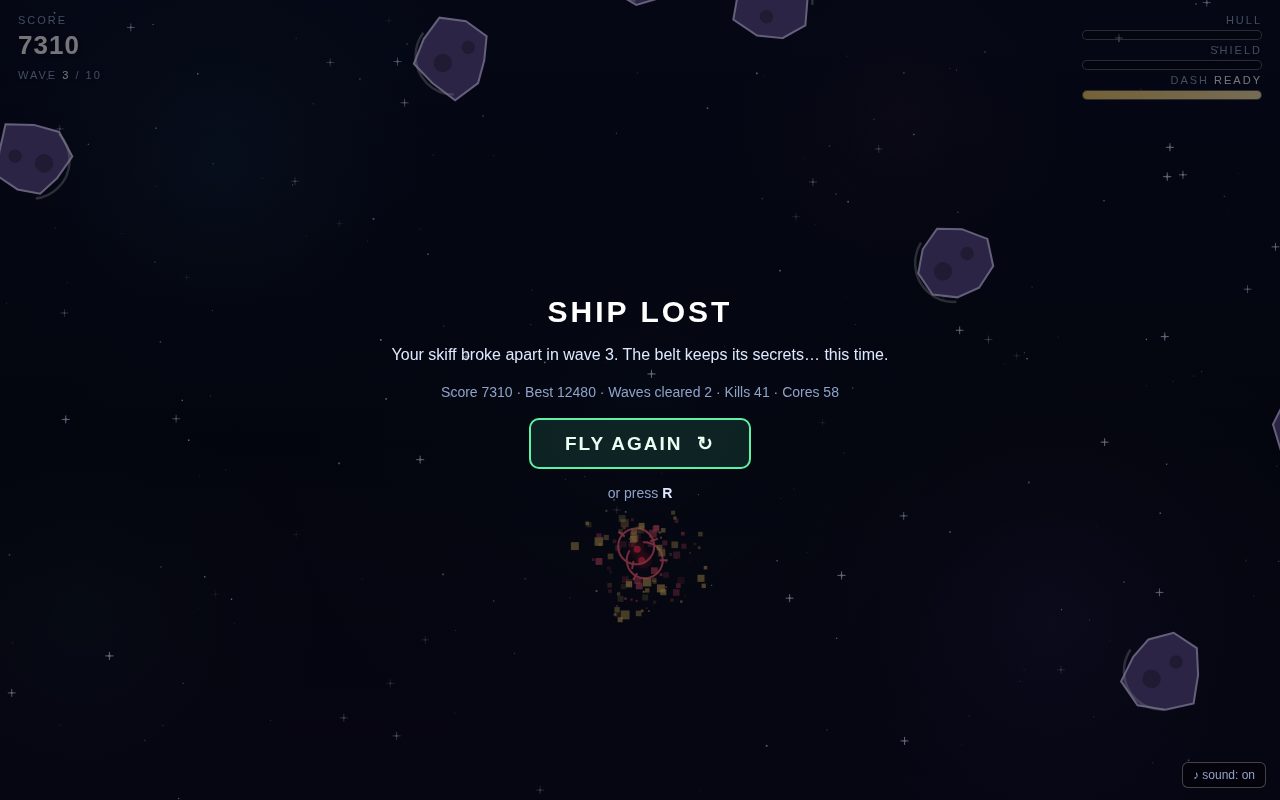 SCORE
7310
WAVE 3 / 10
HULL
SHIELD
DASH READY
SHIP LOST
Your skiff broke apart in wave 3. The belt keeps its secrets… this time.
Score 7310 · Best 12480 · Waves cleared 2 · Kills 41 · Cores 58
FLY AGAIN ↻
or press R
♪ sound: on